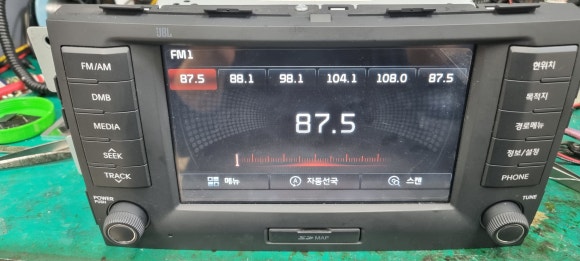 JBL
FM1
87.5 88.1 98.1 104.1 108.0 87.5
87.5
메뉴 자동선국 스캔
FM/AM
DMB
MEDIA
SEEK
TRACK
POWER
PUSH
현위치
목적지
경로메뉴
정보/설정
PHONE
TUNE
MAP